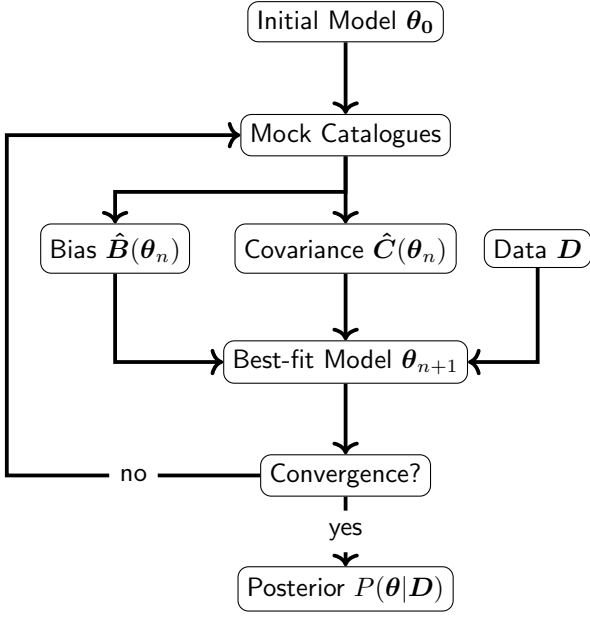 Initial Model θ₀
Mock Catalogues
Bias B̂(θₙ)
Covariance Ĉ(θₙ)
Data D
Best-fit Model θₙ₊₁
no
Convergence?
yes
Posterior P(θ|D)